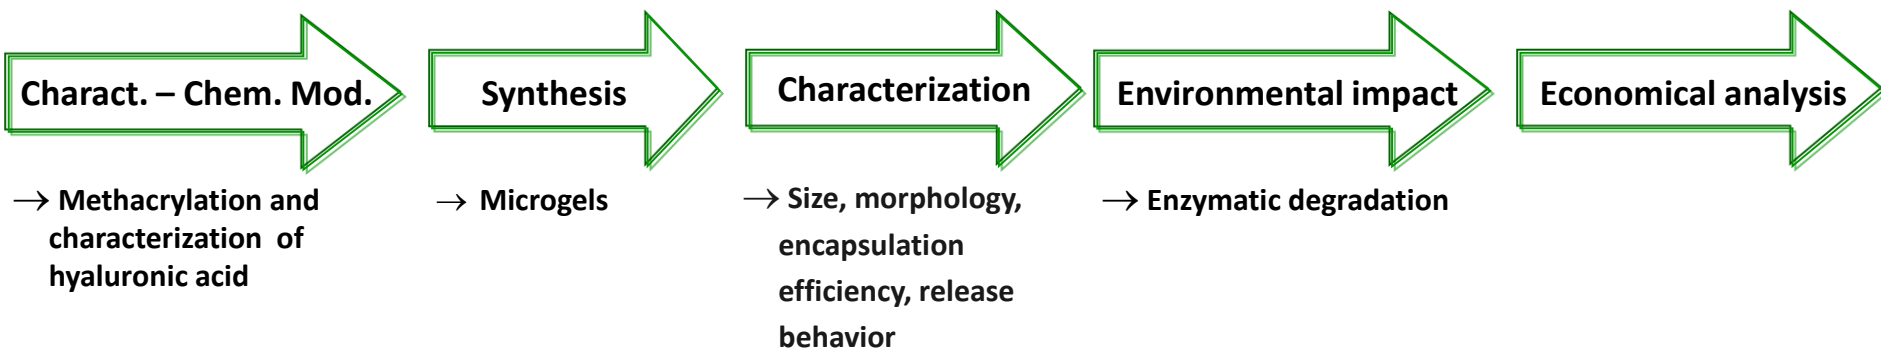 Charact. – Chem. Mod.
Synthesis
Characterization
Environmental impact
Economical analysis
→ Methacrylation and
characterization of
hyaluronic acid
→ Microgels
→ Size, morphology,
encapsulation
efficiency, release
behavior
→ Enzymatic degradation